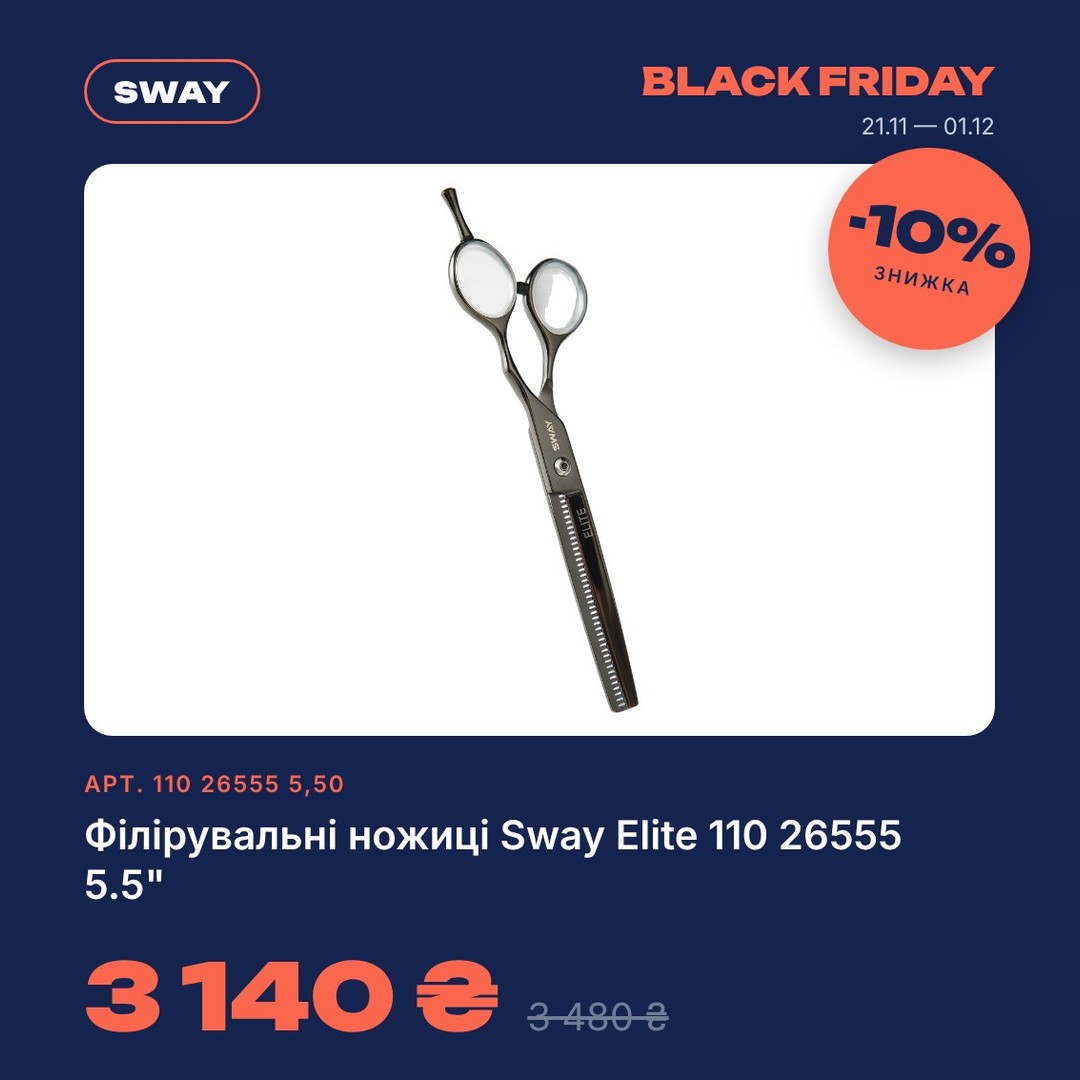 SWAY
BLACK FRIDAY
21.11 — 01.12
-10%
ЗНИЖКА
SWAY
ELITE
АРТ. 110 26555 5,50
Філірувальні ножиці Sway Elite 110 26555
5.5"
3 140 ₴
3 480 ₴